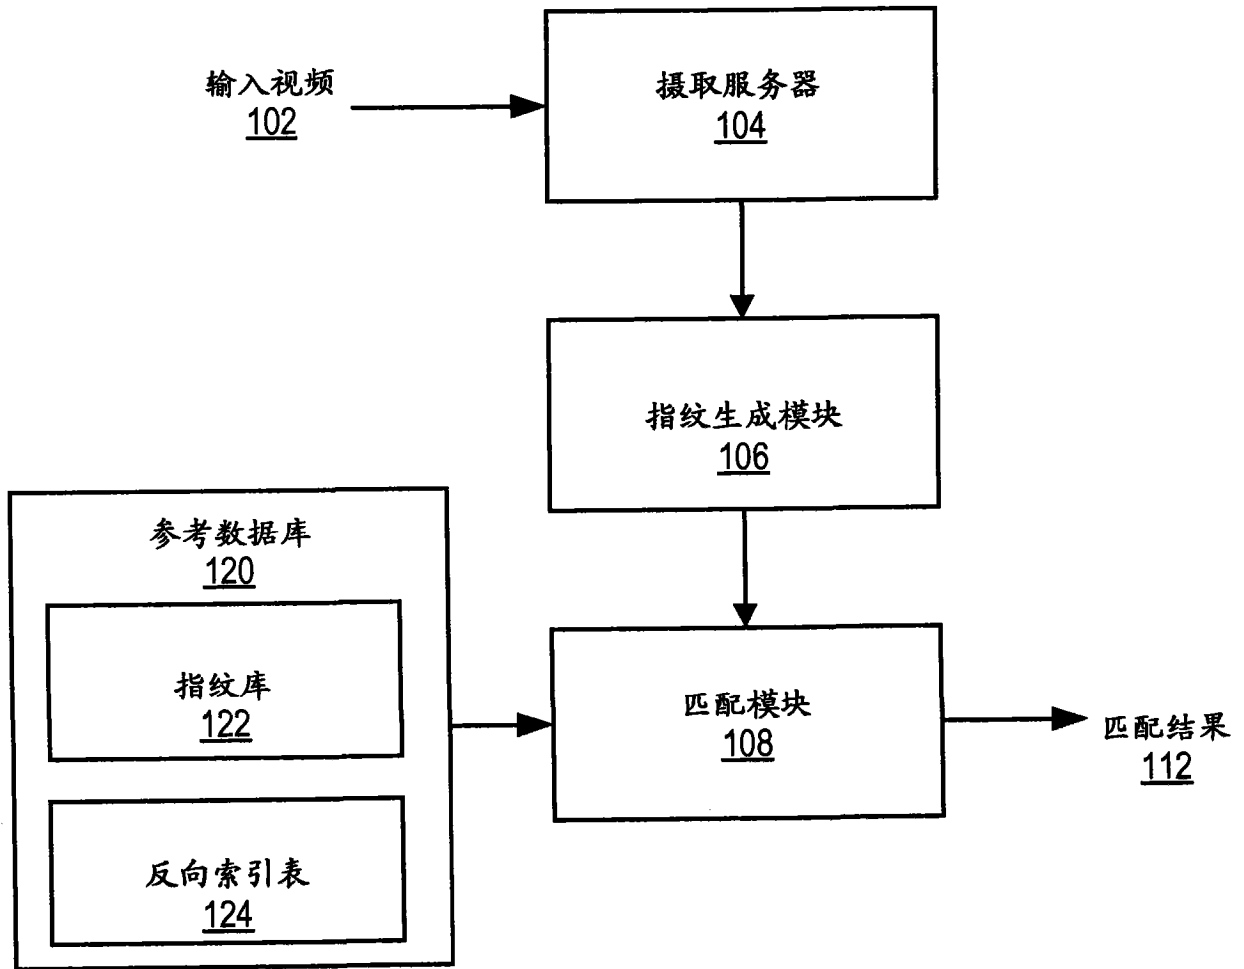 输入视频
102
摄取服务器
104
指纹生成模块
106
参考数据库
120
指纹库
122
反向索引表
124
匹配模块
108
匹配结果
112